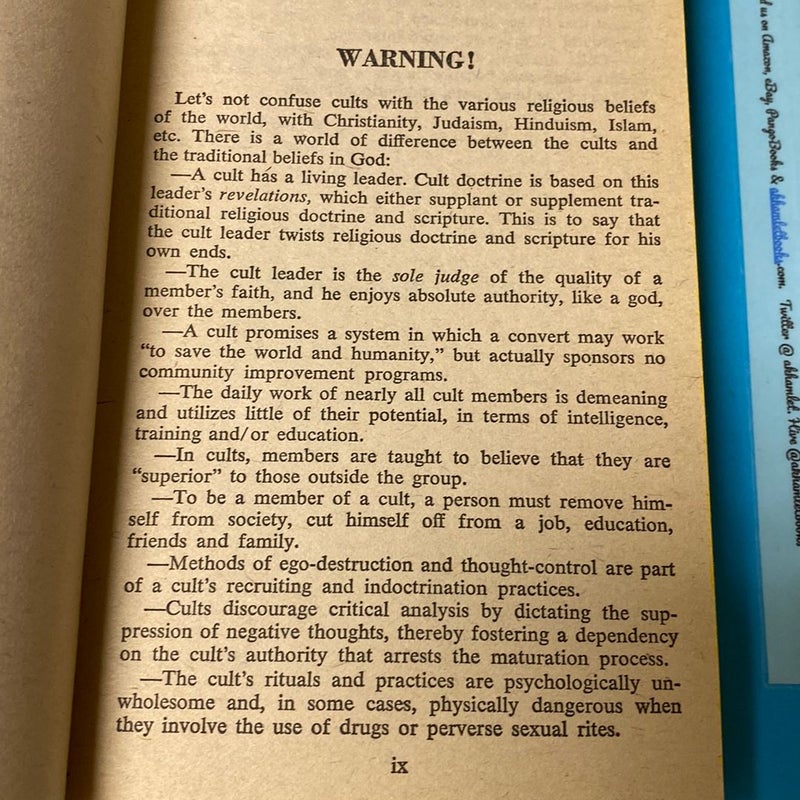 WARNING!
Let's not confuse cults with the various religious beliefs
of the world, with Christianity, Judaism, Hinduism, Islam,
etc. There is a world of difference between the cults and
the traditional beliefs in God:
—A cult has a living leader. Cult doctrine is based on this
leader's revelations, which either supplant or supplement tra-
ditional religious doctrine and scripture. This is to say that
the cult leader twists religious doctrine and scripture for his
own ends.
—The cult leader is the sole judge of the quality of a
member's faith, and he enjoys absolute authority, like a god,
over the members.
—A cult promises a system in which a convert may work
"to save the world and humanity," but actually sponsors no
community improvement programs.
—The daily work of nearly all cult members is demeaning
and utilizes little of their potential, in terms of intelligence,
training and/or education.
—In cults, members are taught to believe that they are
"superior" to those outside the group.
—To be a member of a cult, a person must remove him-
self from society, cut himself off from a job, education,
friends and family.
—Methods of ego-destruction and thought-control are part
of a cult's recruiting and indoctrination practices.
—Cults discourage critical analysis by dictating the sup-
pression of negative thoughts, thereby fostering a dependency
on the cult's authority that arrests the maturation process.
—The cult's rituals and practices are psychologically un-
wholesome and, in some cases, physically dangerous when
they involve the use of drugs or perverse sexual rites.
ix
us on Amazon, eBay, PangoBooks & akhamletbooks.com. Twitter @ akhamlet. Hive @akhamletbooks